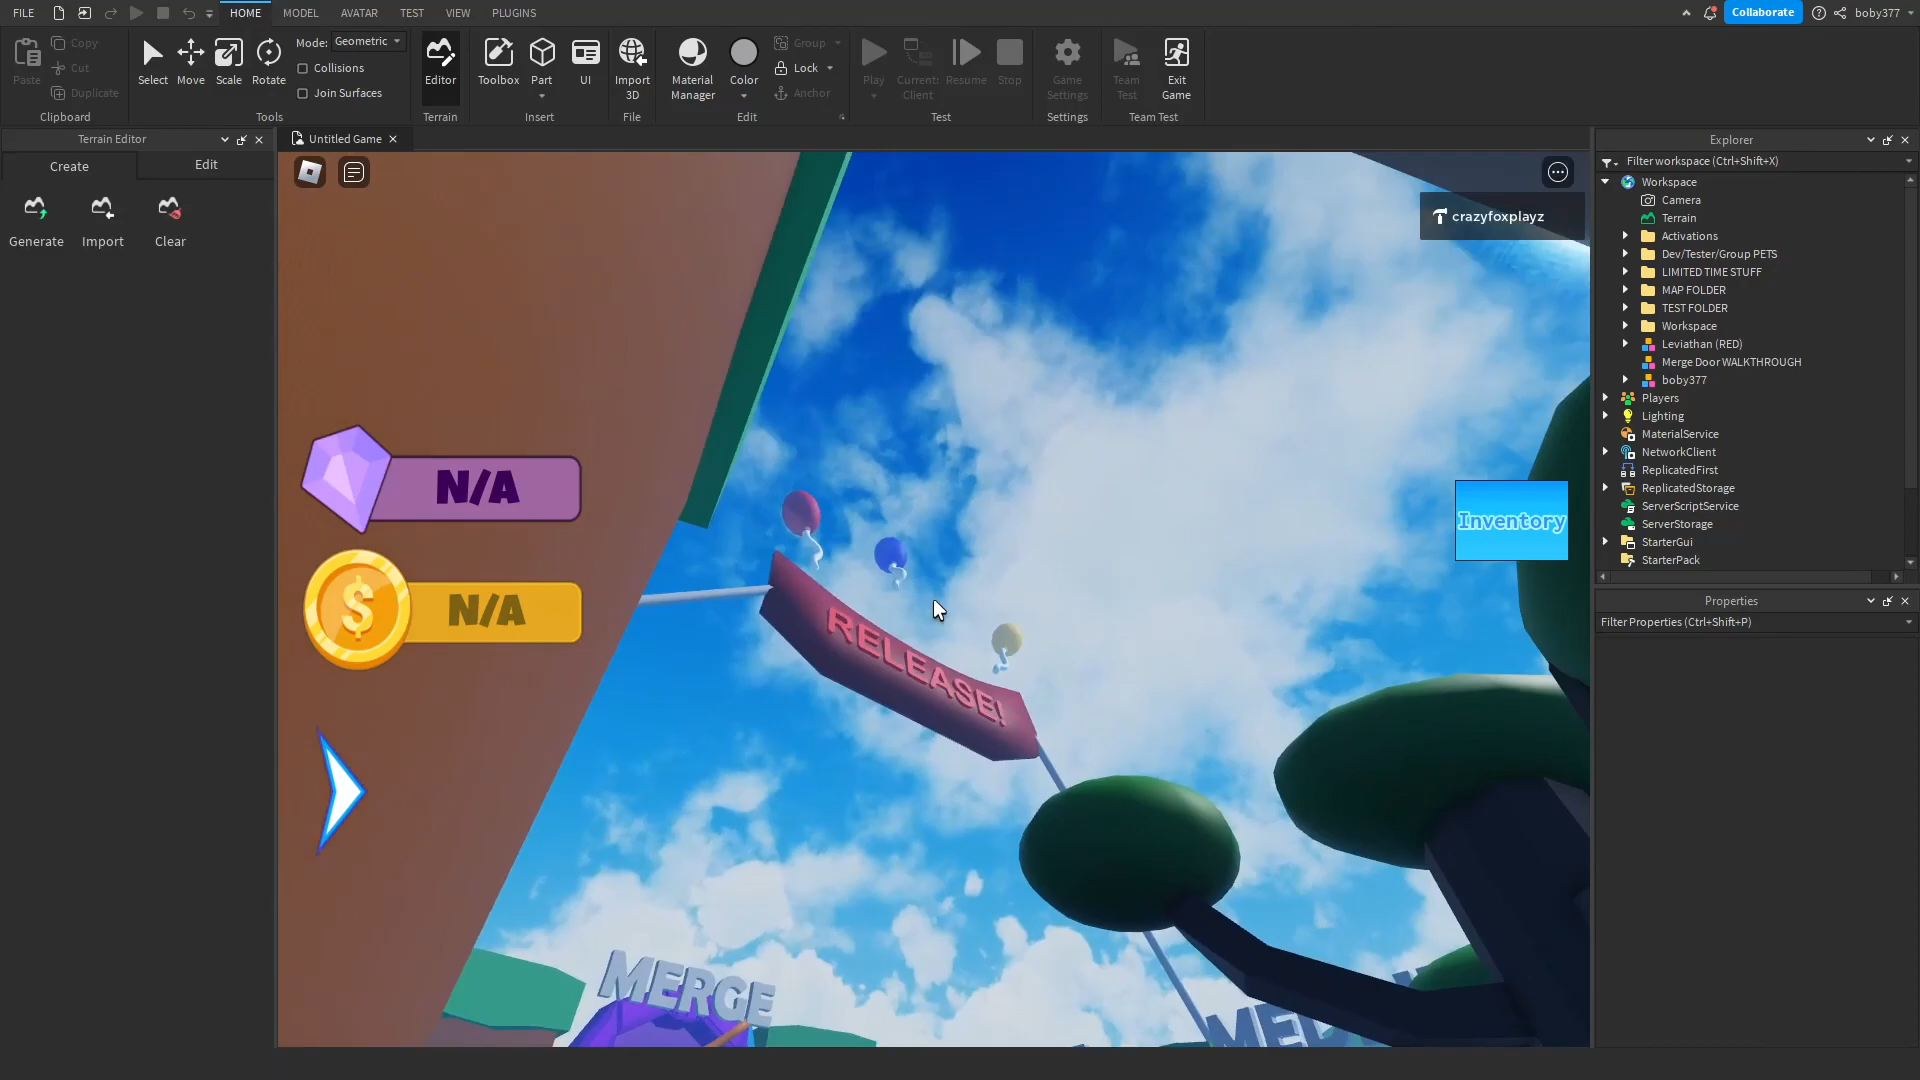 FILE
HOME
MODEL
AVATAR
TEST
VIEW
PLUGINS
Collaborate
boby377
Paste
Copy
Cut
Duplicate
Clipboard
Select
Move
Scale
Rotate
Mode: Geometric
Collisions
Join Surfaces
Tools
Editor
Terrain
Toolbox
Part
UI
Insert
Import
3D
File
Material
Manager
Color
Group
Lock
Anchor
Edit
Play
Current:
Client
Resume
Stop
Test
Game
Settings
Settings
Team
Test
Exit
Game
Team Test
Terrain Editor
Create
Edit
Generate
Import
Clear
Untitled Game
crazyfoxplayz
N/A
N/A
RELEASE!
MERGE
Inventory
Explorer
Filter workspace (Ctrl+Shift+X)
Workspace
Camera
Terrain
Activations
Dev/Tester/Group PETS
LIMITED TIME STUFF
MAP FOLDER
TEST FOLDER
Workspace
Leviathan (RED)
Merge Door WALKTHROUGH
boby377
Players
Lighting
MaterialService
NetworkClient
ReplicatedFirst
ReplicatedStorage
ServerScriptService
ServerStorage
StarterGui
StarterPack
Properties
Filter Properties (Ctrl+Shift+P)